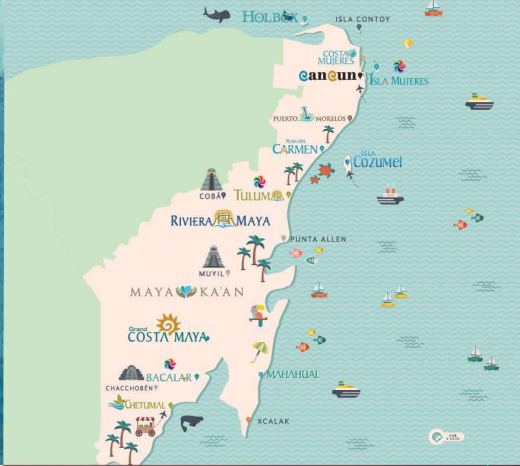 HOLBOX
ISLA CONTOY
COSTA
MUJERES
cancun
ISLA MUJERES
PUERTO MORELOS
PLAYA DEL
CARMEN
ISLA
COZUMEL
COBÁ
TULUM
RIVIERA MAYA
PUNTA ALLEN
MUYIL
MAYA KA'AN
Grand
COSTA MAYA
BACALAR
MAHAHUAL
CHACCHOBÉN
CHETUMAL
XCALAK